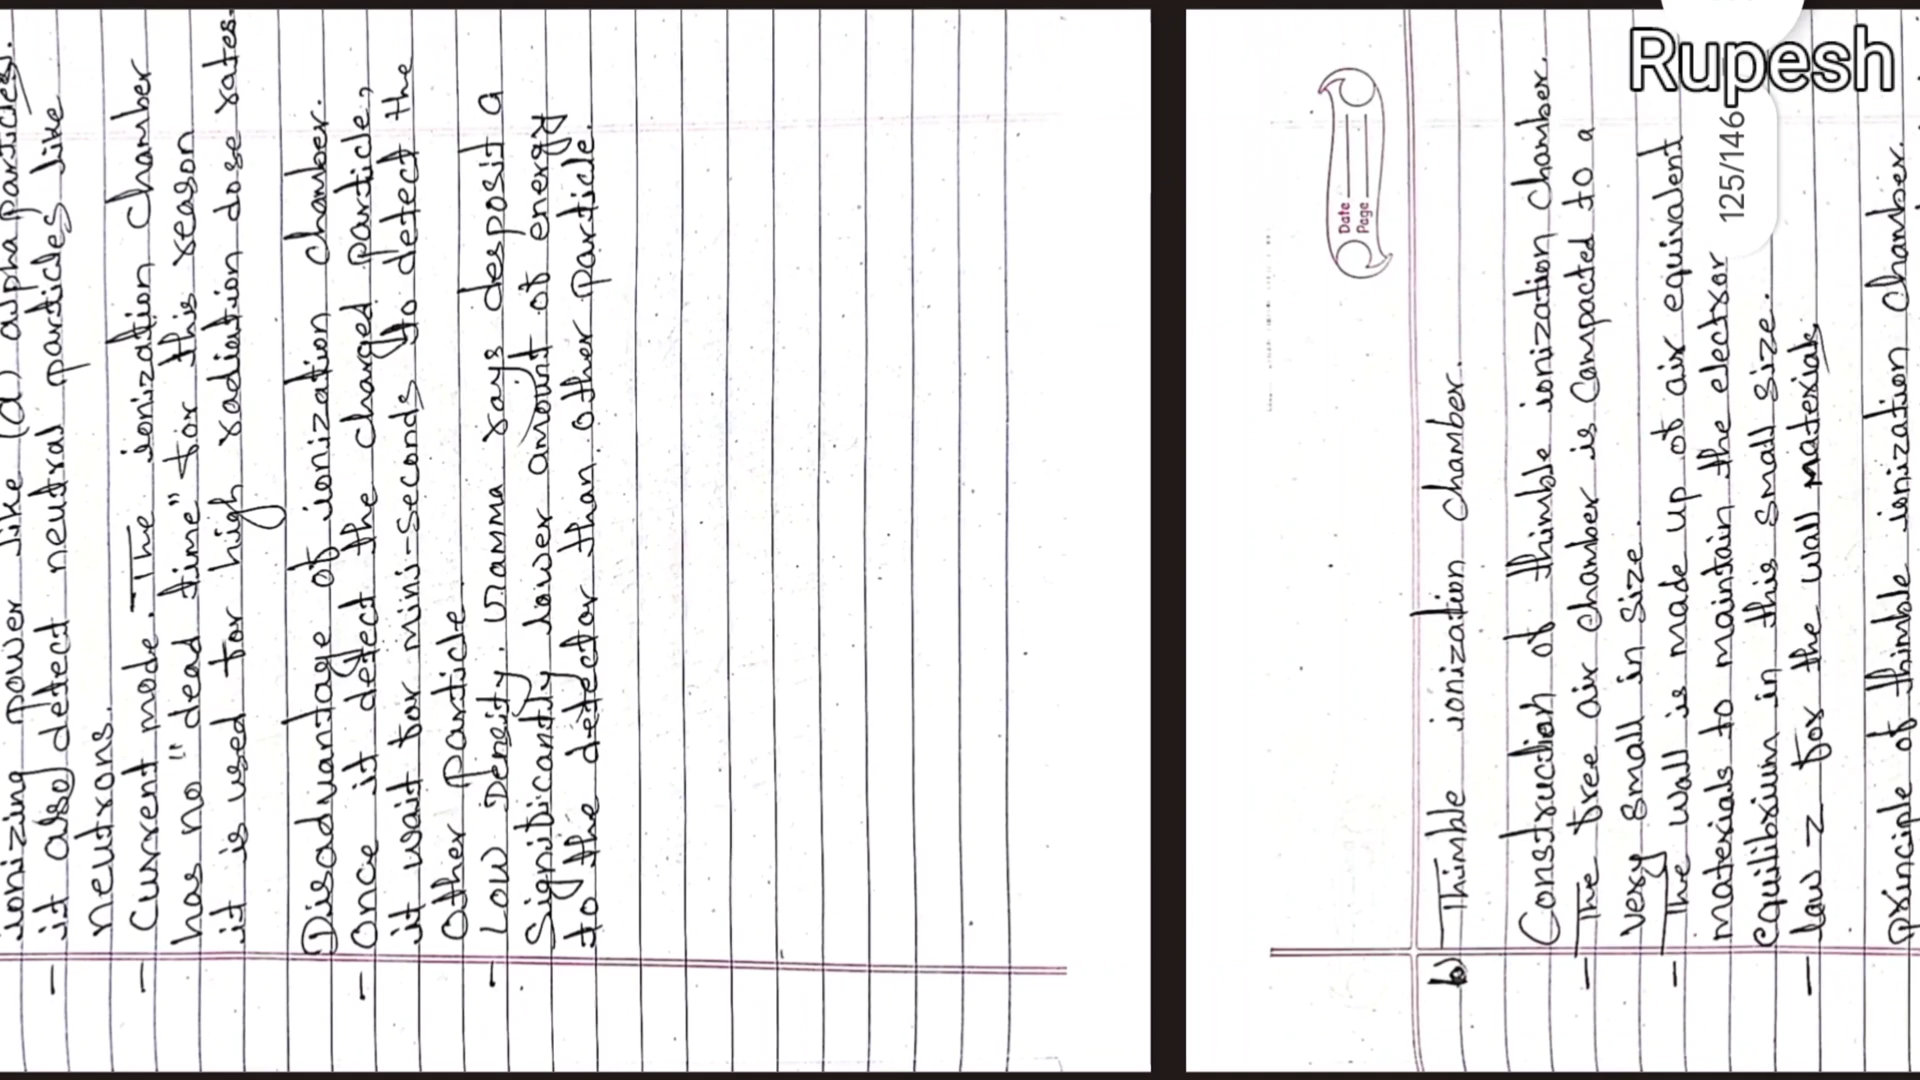 ionizing power like (α) alpha particles.
- it also detect neutral particles like
neutrons.
- Current mode. The ionization chamber
has no "dead time" for this reason
it is used for high radiation dose rates.
Disadvantage of ionization chamber.
- Once it detect the charged particle,
it wait for mini-seconds to detect the
Other particle
- Low Density. Gamma rays desposit a
Significantly lower amount of energy
to the detector than other particle.
Date
Page
b) Thimble ionization chamber.
Construction of thimble ionization chamber.
- The free air chamber is Compacted to a
very small in size.
- The wall is made up of air equivalent
materials to maintain the electror
equilibrium in this small size.
- law - z for the wall materials
principle of thimble ionization chamber.
Rupesh
125/146